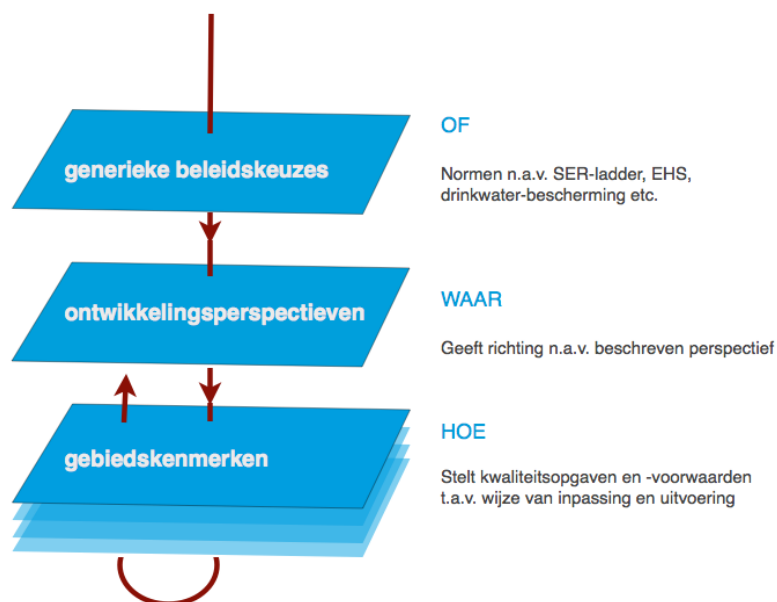 generieke beleidskeuzes
OF
Normen n.a.v. SER-ladder, EHS,
drinkwater-bescherming etc.
ontwikkelingsperspectieven
WAAR
Geeft richting n.a.v. beschreven perspectief
gebiedskenmerken
HOE
Stelt kwaliteitsopgaven en -voorwaarden
t.a.v. wijze van inpassing en uitvoering